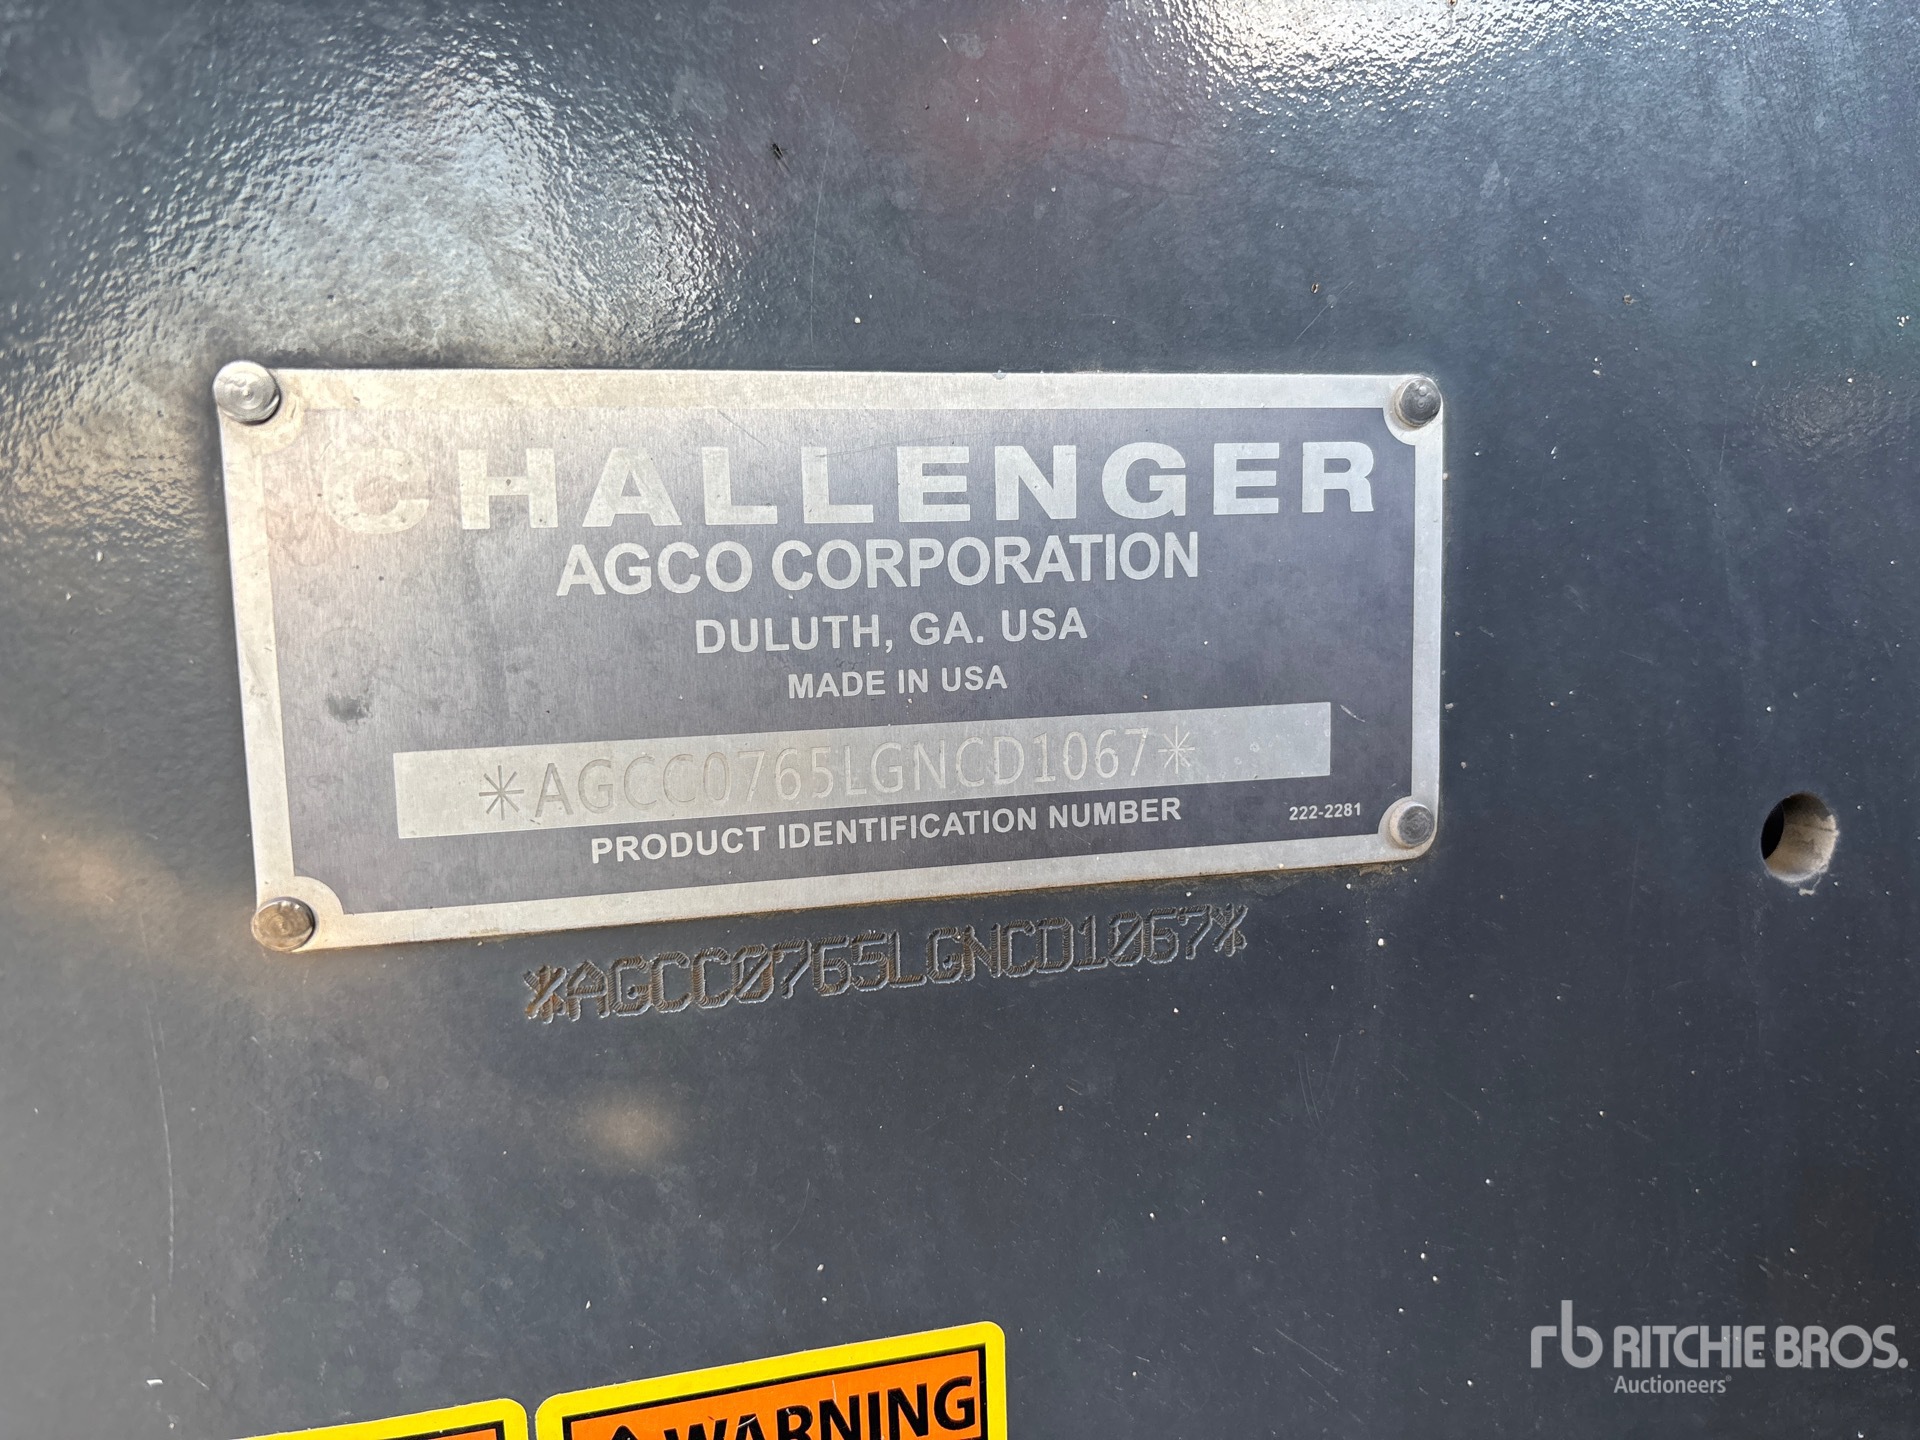 CHALLENGER
AGCO CORPORATION
DULUTH, GA. USA
MADE IN USA
*AGCC0765LGNCD1067*
PRODUCT IDENTIFICATION NUMBER
222-2281
*AGCC0765LGNCD1067*
WARNING
rb RITCHIE BROS.
Auctioneers